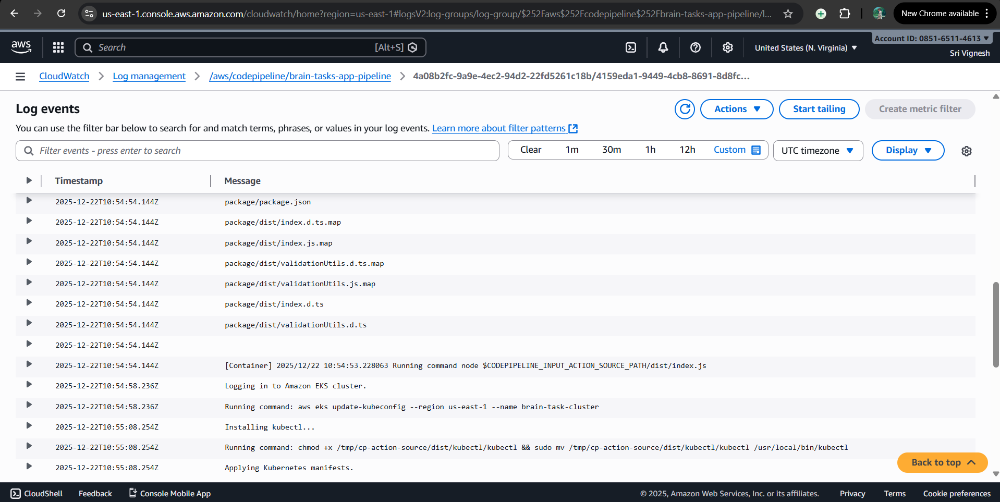 us-east-1.console.aws.amazon.com/cloudwatch/home?region=us-east-1#logsV2:log-groups/log-group/$252Faws$252Fcodepipeline$252Fbrain-tasks-app-pipeline/l...
New Chrome available
aws
Search
[Alt+S]
United States (N. Virginia)
Account ID: 0851-6511-4613
Sri Vignesh
CloudWatch
Log management
/aws/codepipeline/brain-tasks-app-pipeline
4a08b2fc-9a9e-4ec2-94d2-22fd5261c18b/4159eda1-9449-4cb8-8691-8d8fc...
Log events
Actions
Start tailing
Create metric filter
You can use the filter bar below to search for and match terms, phrases, or values in your log events. Learn more about filter patterns
Filter events - press enter to search
Clear 1m 30m 1h 12h Custom
UTC timezone
Display
Timestamp Message
2025-12-22T10:54:54.144Z package/package.json
2025-12-22T10:54:54.144Z package/dist/index.d.ts.map
2025-12-22T10:54:54.144Z package/dist/index.js.map
2025-12-22T10:54:54.144Z package/dist/validationUtils.d.ts.map
2025-12-22T10:54:54.144Z package/dist/validationUtils.js.map
2025-12-22T10:54:54.144Z package/dist/index.d.ts
2025-12-22T10:54:54.144Z package/dist/validationUtils.d.ts
2025-12-22T10:54:54.144Z
2025-12-22T10:54:54.144Z [Container] 2025/12/22 10:54:53.228063 Running command node $CODEPIPELINE_INPUT_ACTION_SOURCE_PATH/dist/index.js
2025-12-22T10:54:58.236Z Logging in to Amazon EKS cluster.
2025-12-22T10:54:58.236Z Running command: aws eks update-kubeconfig --region us-east-1 --name brain-task-cluster
2025-12-22T10:55:08.254Z Installing kubectl...
2025-12-22T10:55:08.254Z Running command: chmod +x /tmp/cp-action-source/dist/kubectl/kubectl && sudo mv /tmp/cp-action-source/dist/kubectl/kubectl /usr/local/bin/kubectl
2025-12-22T10:55:08.254Z Applying Kubernetes manifests.
Back to top
CloudShell
Feedback
Console Mobile App
© 2025, Amazon Web Services, Inc. or its affiliates.
Privacy
Terms
Cookie preferences